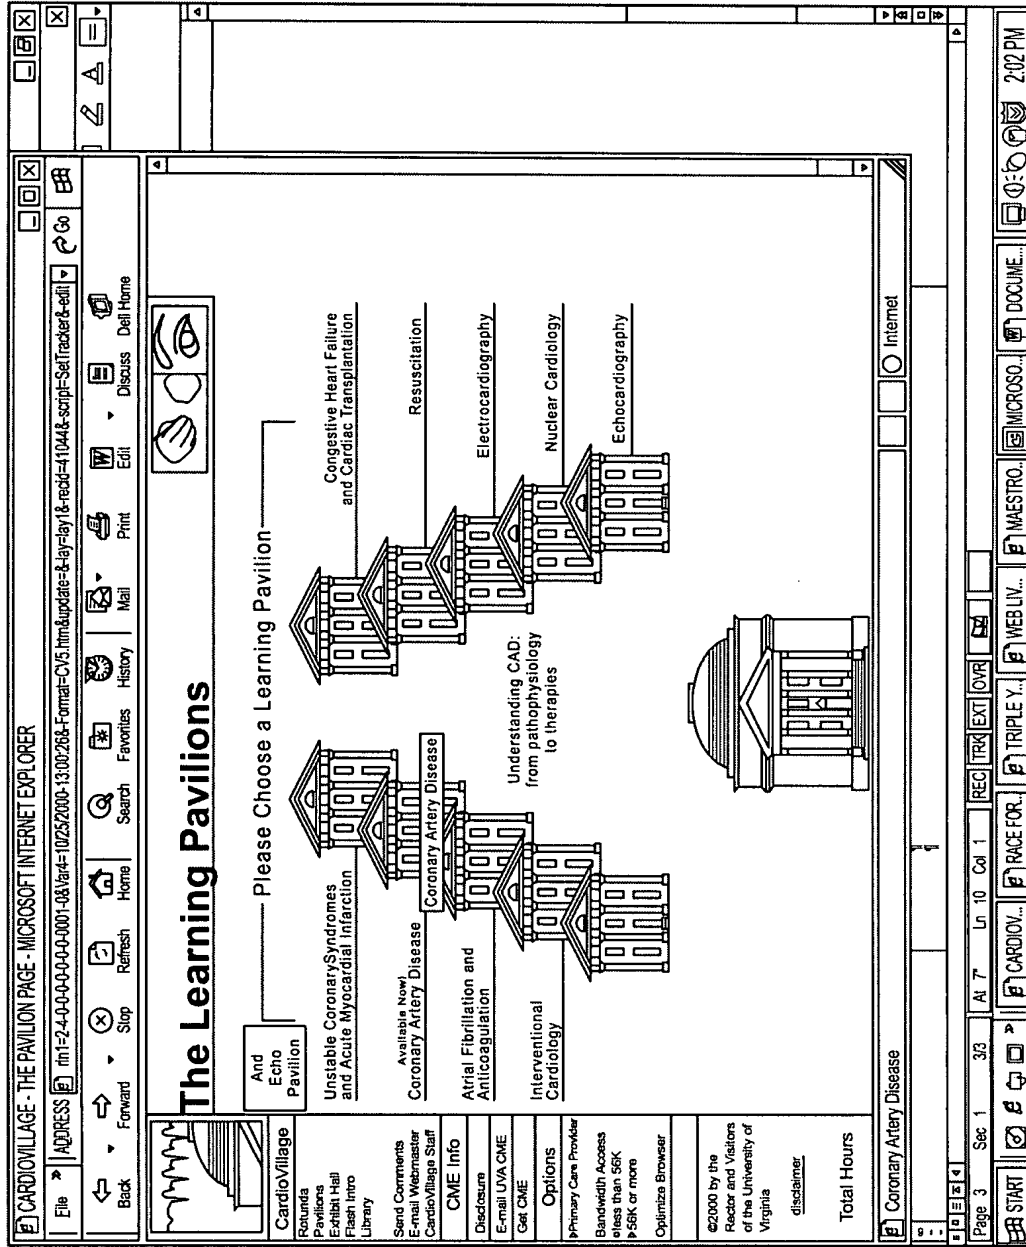 CARDIOVILLAGE - THE PAVILION PAGE - MICROSOFT INTERNET EXPLORER
File » ADDRESS rin1=2-4-0-0-0-0-0-0-0001-0&Var4=10/25/2000-13:00:26&-Format=CV5.htm&update=&-lay=lay1&-recid=41044&-script=SetTracker&-edit Go
Back Forward Stop Refresh Home Search Favorites History Mail Print Edit Discuss Dell Home
The Learning Pavilions
CardioVillage
Rotunda
Pavilions
Exhibit Hall
Flash Intro
Library
Send Comments
E-mail Webmaster
CardioVillage Staff
CME Info
Disclosure
E-mail UVA CME
Get CME
Options
Primary Care Provider
Bandwidth Access
less than 56K
56K or more
Optimize Browser
©2000 by the
Rector and Visitors
of the University of
Virginia
disclaimer
Total Hours
And
Echo
Pavilion
Please Choose a Learning Pavilion
Unstable CoronarySyndromes
and Acute Myocardial Infarction
Available Now!
Coronary Artery Disease
Coronary Artery Disease
Atrial Fibrillation and
Anticoagulation
Interventional
Cardiology
Understanding CAD:
from pathophysiology
to therapies
Congestive Heart Failure
and Cardiac Transplantation
Resuscitation
Electrocardiography
Nuclear Cardiology
Echocardiography
Coronary Artery Disease Internet
Page 3 Sec 1 3/3 At 7" Ln 10 Col 1 REC TRK EXT OVR
START » CARDIOV... RACE FOR... TRIPLE Y... WEB LIV... MAESTRO... MICROSO... DOCUME... 2:02 PM